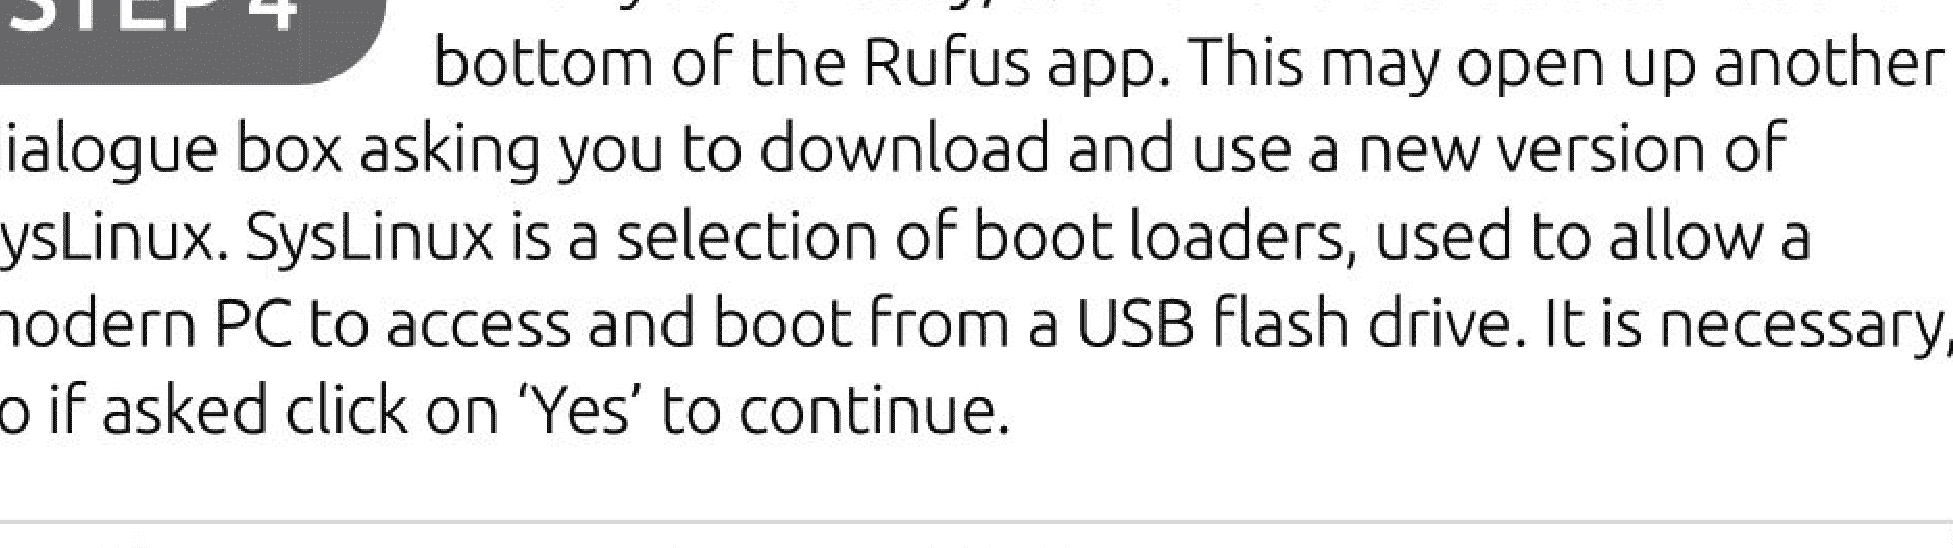 STEP 4
bottom of the Rufus app. This may open up another
ialogue box asking you to download and use a new version of
ysLinux. SysLinux is a selection of boot loaders, used to allow a
odern PC to access and boot from a USB flash drive. It is necessary,
o if asked click on ‘Yes’ to continue.